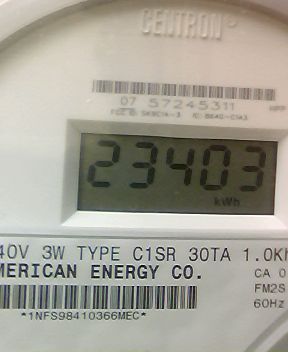 CENTRON
07 57245311
23403
kWh
40V 3W TYPE C1SR 30TA 1.0Kh
MERICAN ENERGY CO.
CA 0
FM2S
60Hz
*1NFS98410366MEC*